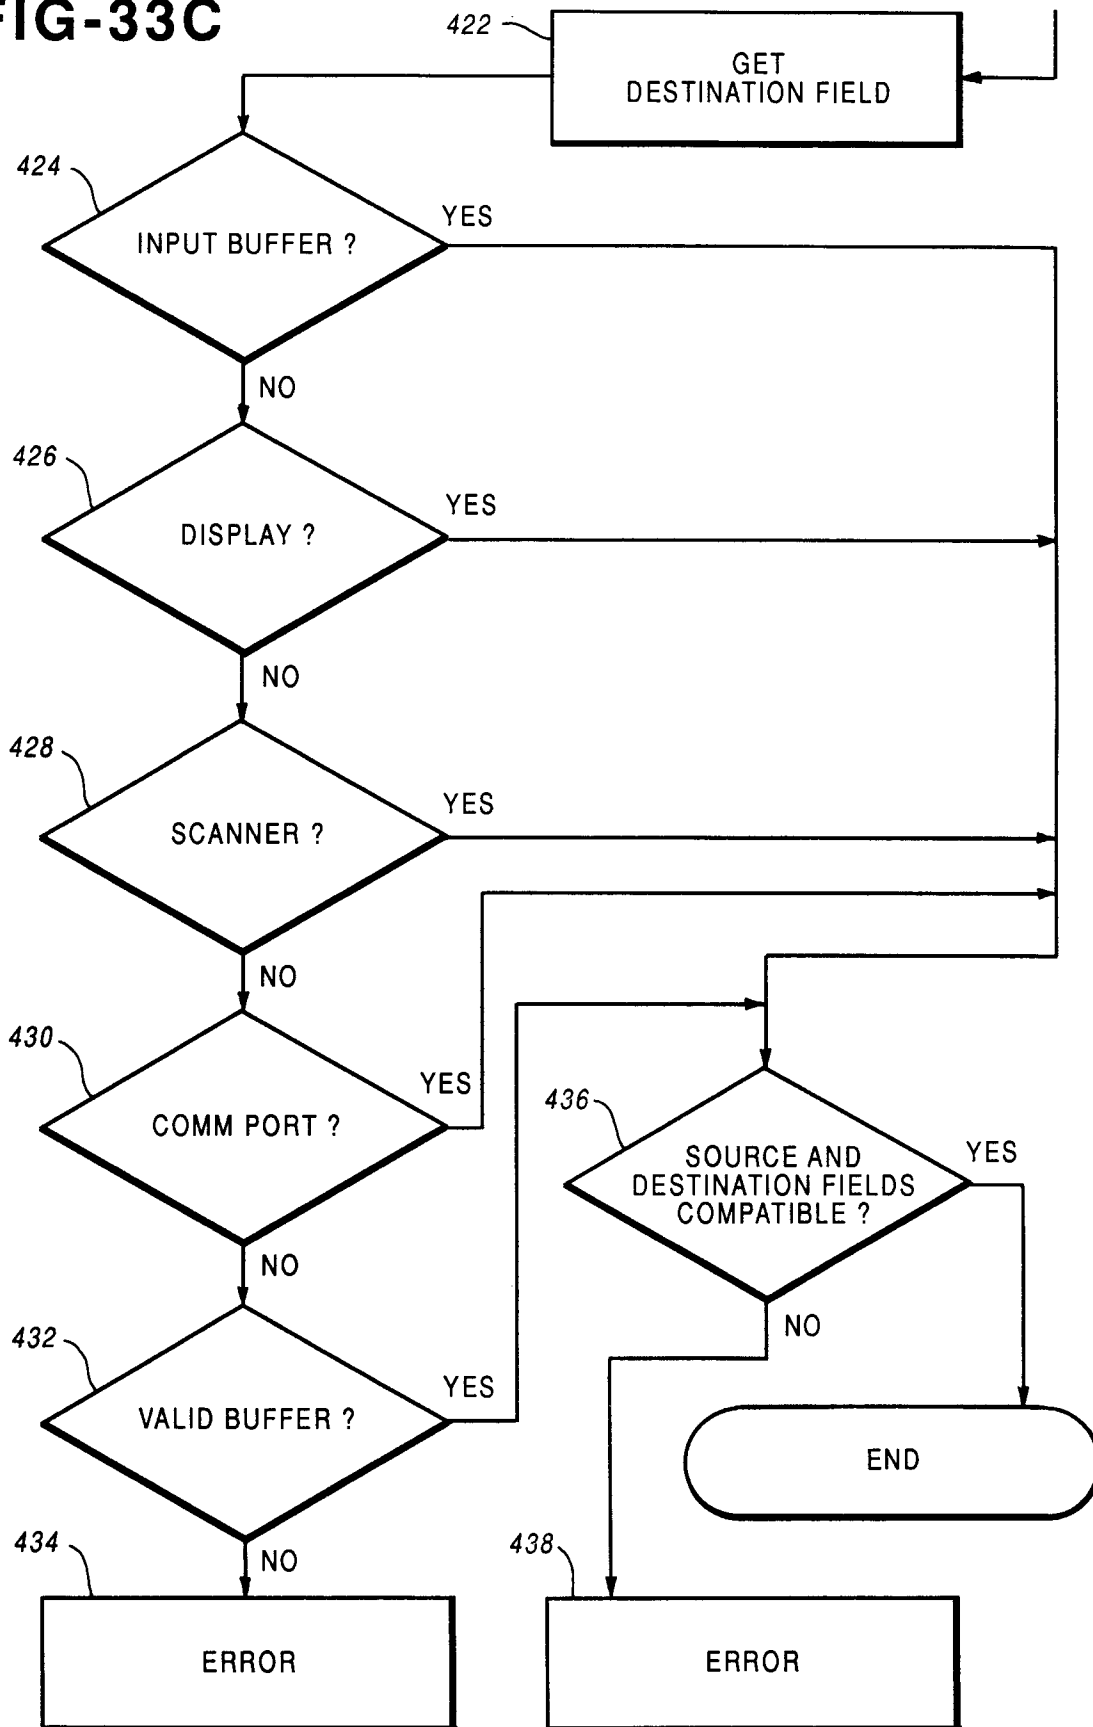 FIG-33C
422
GET
DESTINATION FIELD
424
INPUT BUFFER ?
YES
NO
426
DISPLAY ?
YES
NO
428
SCANNER ?
YES
NO
430
COMM PORT ?
YES
NO
436
SOURCE AND
DESTINATION FIELDS
COMPATIBLE ?
YES
NO
432
VALID BUFFER ?
YES
NO
END
434
ERROR
438
ERROR